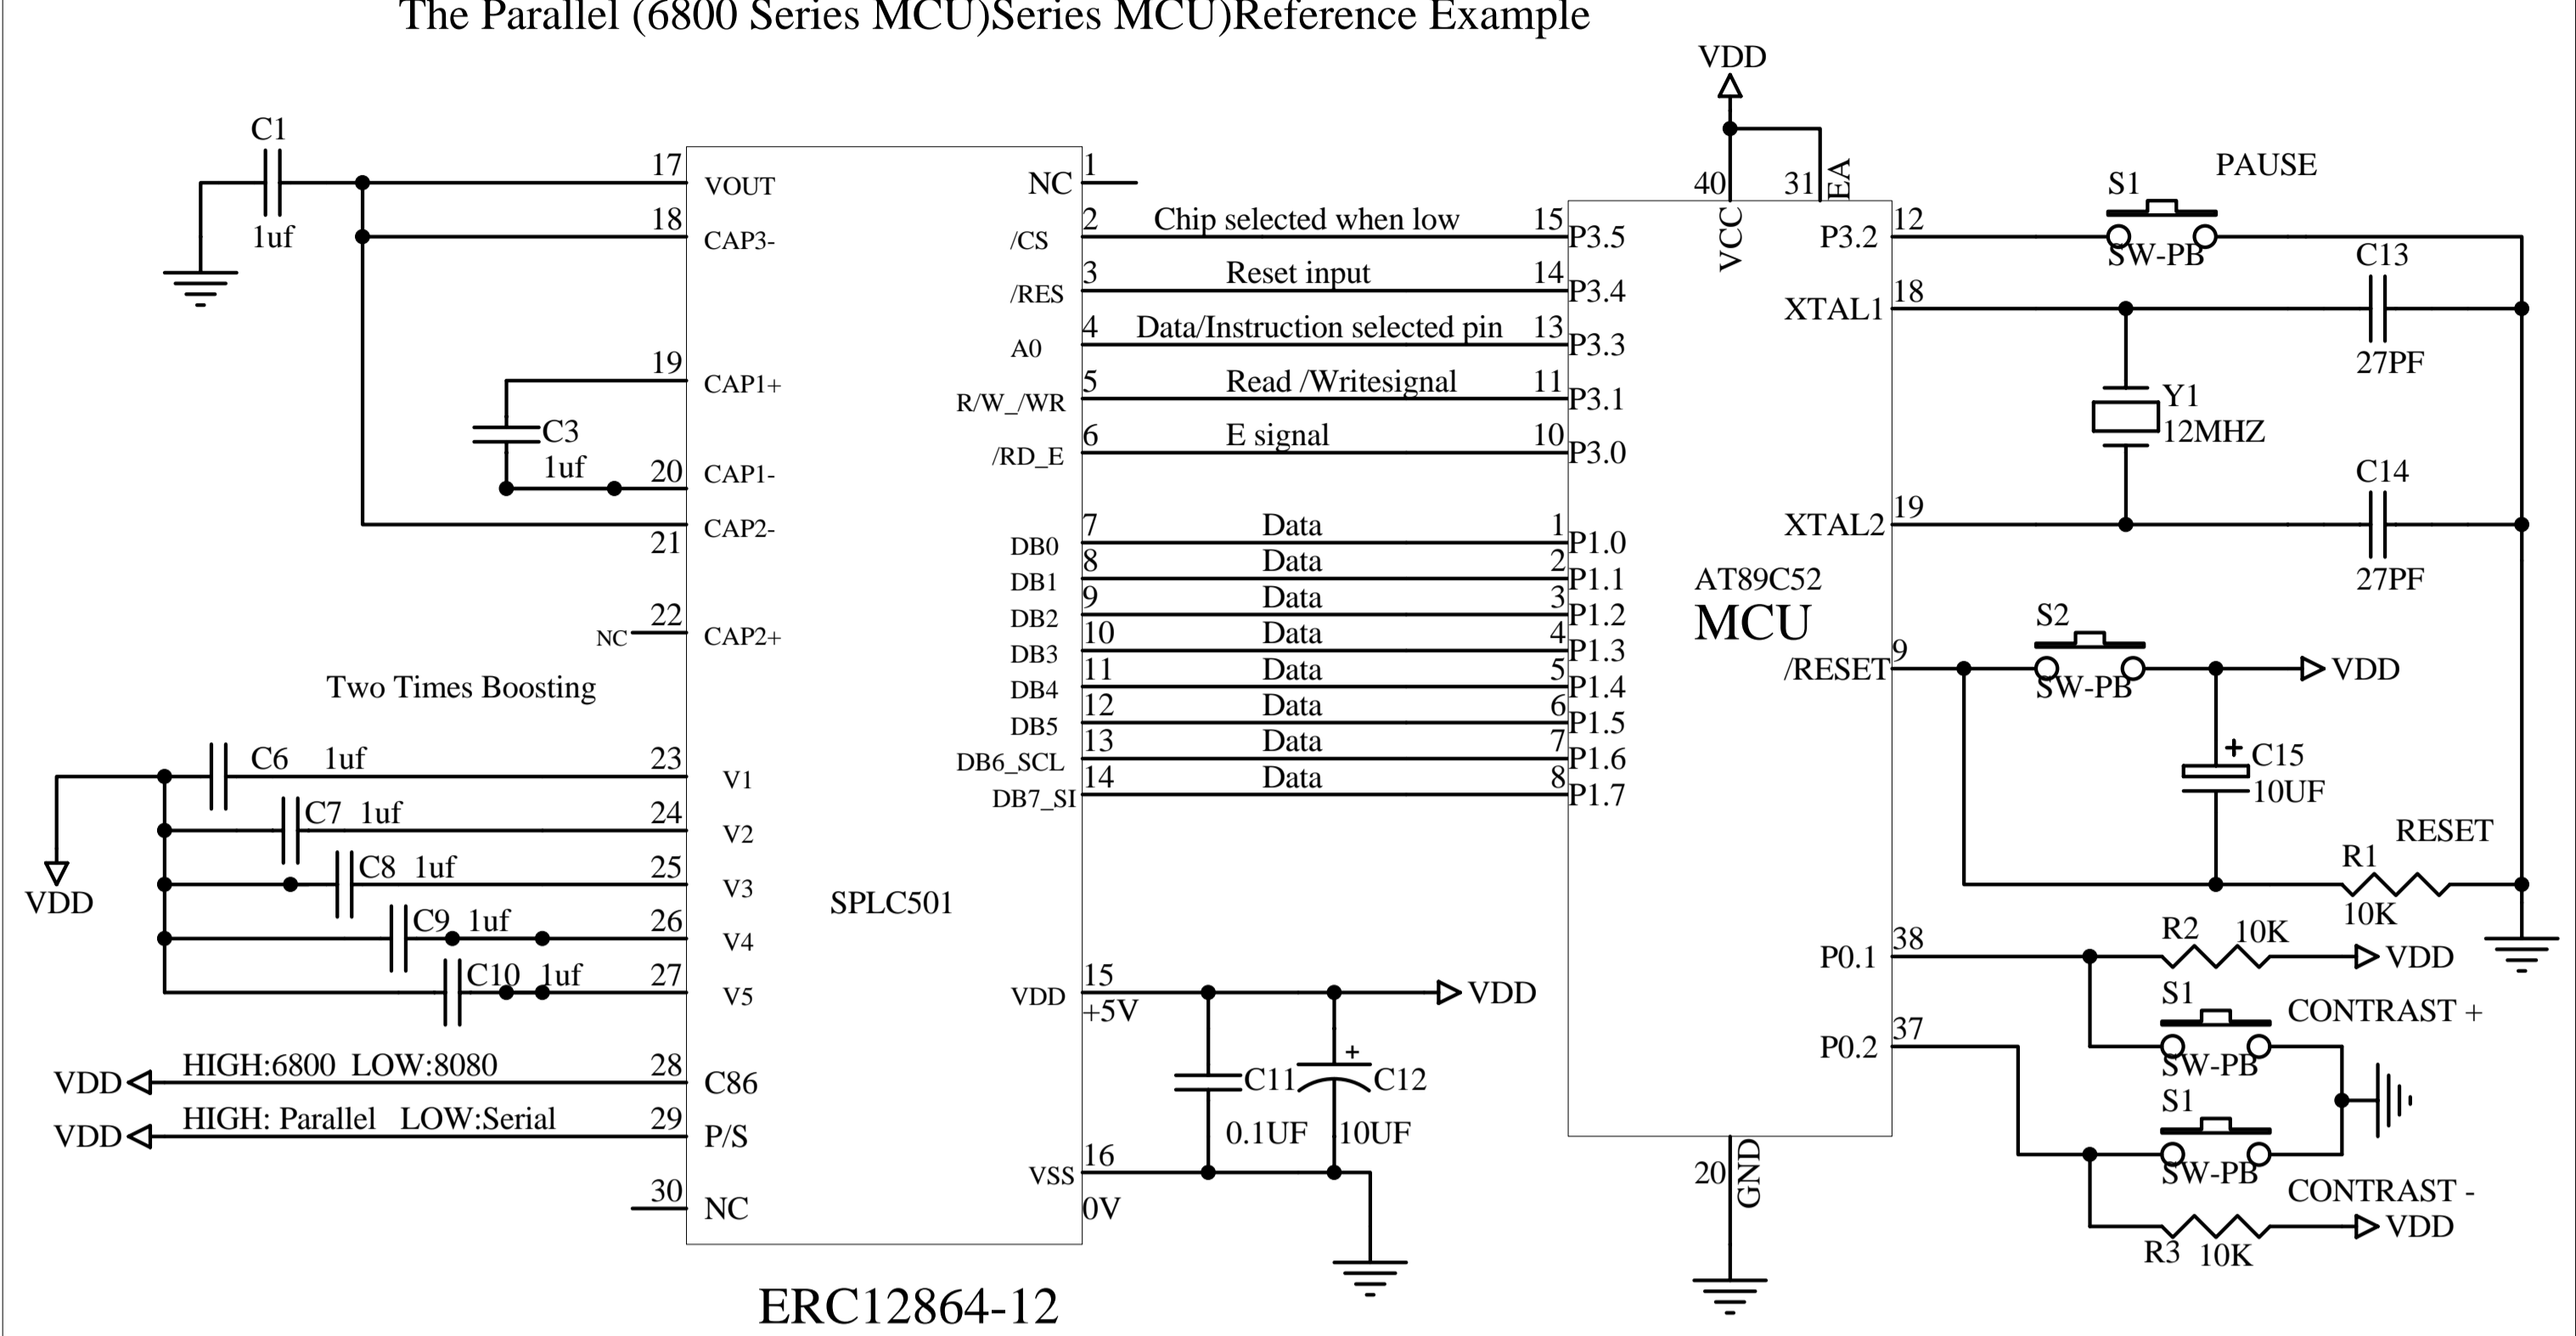 The Parallel (6800 Series MCU)Series MCU)Reference Example
C1
1uf
17 VOUT
18 CAP3-
19 CAP1+
C3
1uf
20 CAP1-
21 CAP2-
NC 22 CAP2+
Two Times Boosting
C6 1uf 23 V1
C7 1uf 24 V2
C8 1uf 25 V3
C9 1uf 26 V4
C10 1uf 27 V5
VDD
VDD HIGH:6800 LOW:8080 28 C86
VDD HIGH: Parallel LOW:Serial 29 P/S
30 NC
SPLC501
ERC12864-12
NC 1
/CS 2 Chip selected when low 15 P3.5
/RES 3 Reset input 14 P3.4
A0 4 Data/Instruction selected pin 13 P3.3
R/W_/WR 5 Read /Writesignal 11 P3.1
/RD_E 6 E signal 10 P3.0
DB0 7 Data 1 P1.0
DB1 8 Data 2 P1.1
DB2 9 Data 3 P1.2
DB3 10 Data 4 P1.3
DB4 11 Data 5 P1.4
DB5 12 Data 6 P1.5
DB6_SCL 13 Data 7 P1.6
DB7_SI 14 Data 8 P1.7
VDD 15 VDD
+5V
C11 C12
0.1UF 10UF
VSS 16
0V
VDD
40 VCC 31 EA
AT89C52
MCU
20 GND
P3.2 12
S1 PAUSE
SW-PB
XTAL1 18
C13
27PF
Y1
12MHZ
XTAL2 19
C14
27PF
/RESET 9
S2
SW-PB
VDD
C15
+
10UF
RESET
R1
10K
P0.1 38
R2 10K VDD
S1 CONTRAST +
SW-PB
P0.2 37
S1
SW-PB
CONTRAST -
R3 10K VDD
+